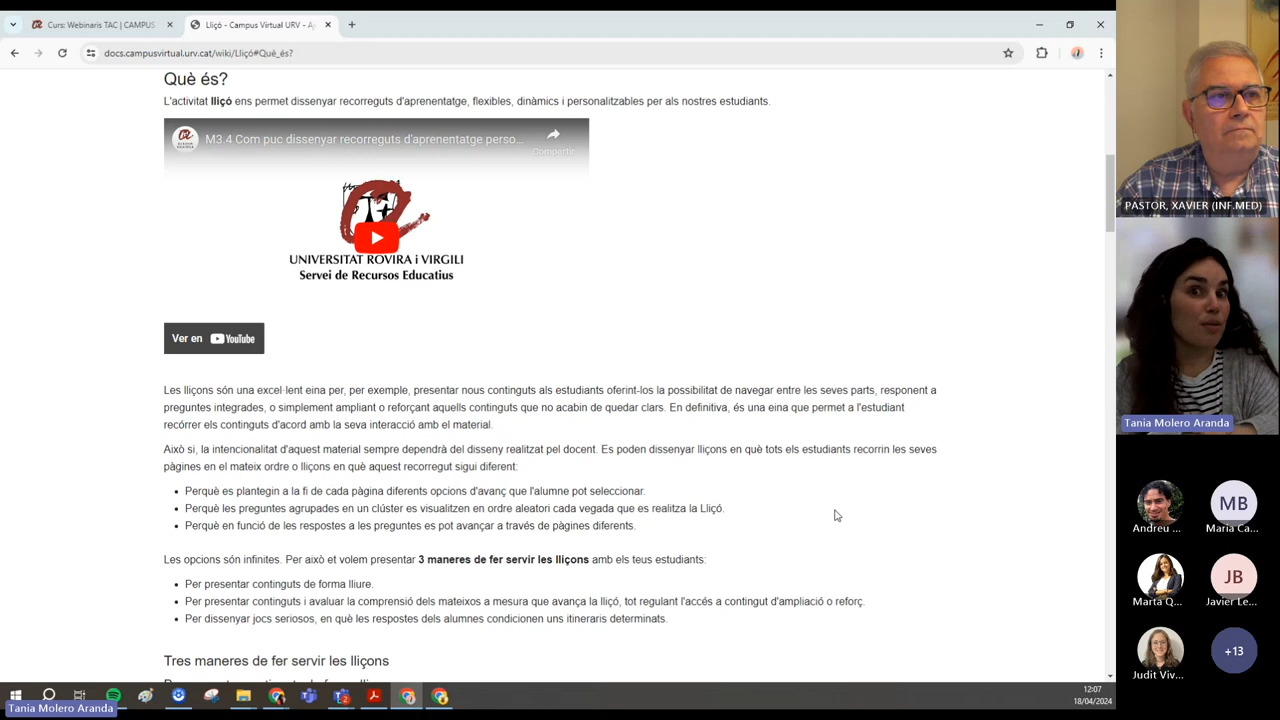 Curs: Webinaris TAC | CAMPUS
Lliçó - Campus Virtual URV - Aj
docs.campusvirtual.urv.cat/wiki/Lliçó#Què_és?
Què és?
L'activitat lliçó ens permet dissenyar recorreguts d'aprenentatge, flexibles, dinàmics i personalitzables per als nostres estudiants.
M3.4 Com puc dissenyar recorreguts d'aprenentatge perso...
Compartir
UNIVERSITAT ROVIRA i VIRGILI
Servei de Recursos Educatius
Ver en YouTube
Les lliçons són una excel·lent eina per, per exemple, presentar nous continguts als estudiants oferint-los la possibilitat de navegar entre les seves parts, responent a
preguntes integrades, o simplement ampliant o reforçant aquells continguts que no acabin de quedar clars. En definitiva, és una eina que permet a l'estudiant
recórrer els continguts d'acord amb la seva interacció amb el material.
Això si, la intencionalitat d'aquest material sempre dependrà del disseny realitzat pel docent. Es poden dissenyar lliçons en què tots els estudiants recorrin les seves
pàgines en el mateix ordre o lliçons en què aquest recorregut sigui diferent:
Perquè es plantegin a la fi de cada pàgina diferents opcions d'avanç que l'alumne pot seleccionar.
Perquè les preguntes agrupades en un clúster es visualitzen en ordre aleatori cada vegada que es realitza la Lliçó.
Perquè en funció de les respostes a les preguntes es pot avançar a través de pàgines diferents.
Les opcions són infinites. Per això et volem presentar 3 maneres de fer servir les lliçons amb els teus estudiants:
Per presentar continguts de forma lliure.
Per presentar continguts i avaluar la comprensió dels mateixos a mesura que avança la lliçó, tot regulant l'accés a contingut d'ampliació o reforç.
Per dissenyar jocs seriosos, en què les respostes dels alumnes condicionen uns itineraris determinats.
Tres maneres de fer servir les lliçons
12:07
18/04/2024
Tania Molero Aranda
PASTOR, XAVIER (INF.MED)
Tania Molero Aranda
Andreu ...
MB
Maria Ca...
Marta Q...
JB
Javier Le...
Judit Viv...
+13